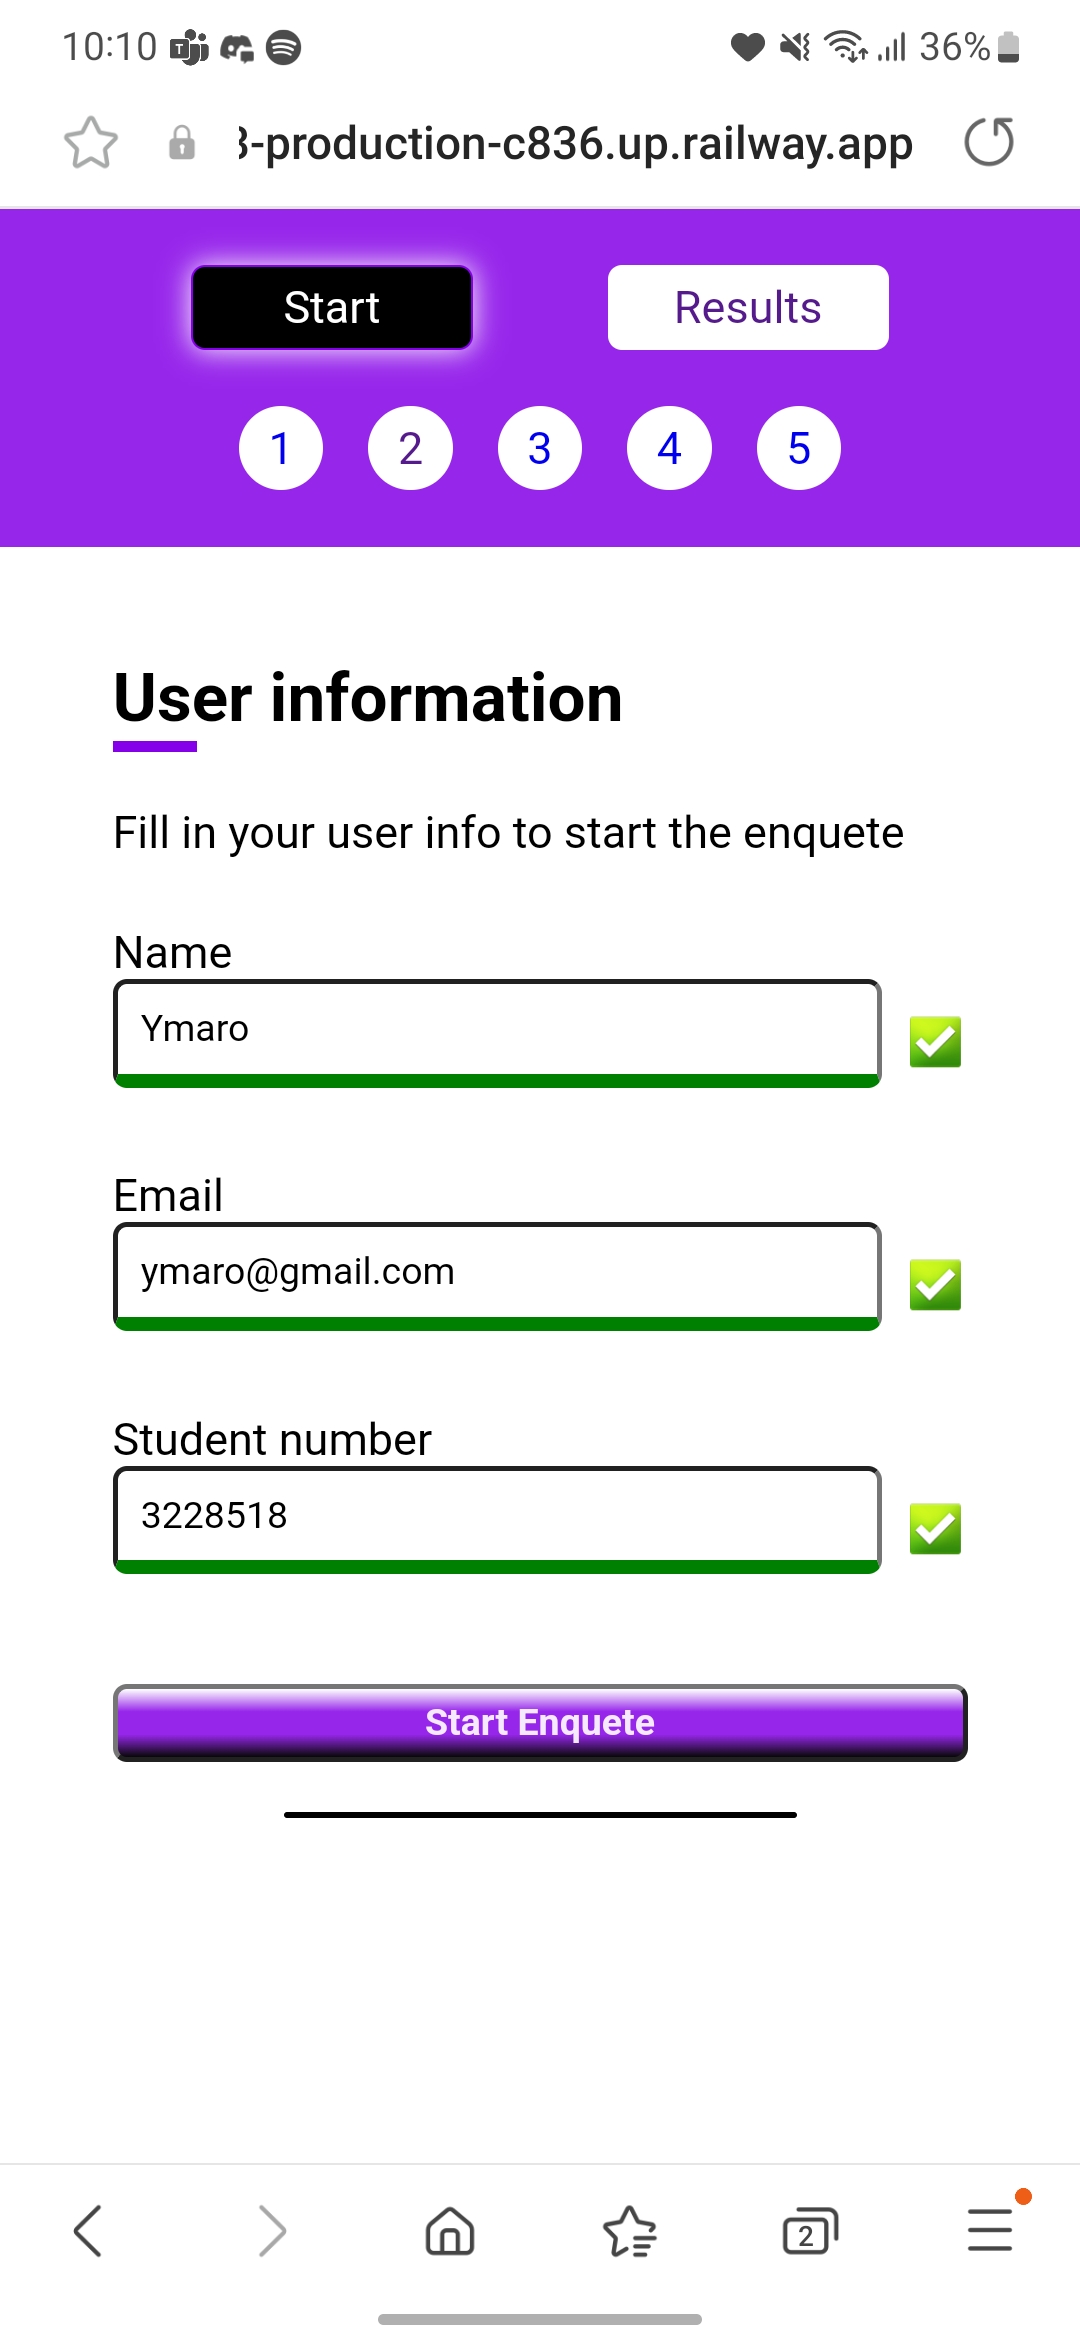 10:10 36%
3-production-c836.up.railway.app
Start Results
1 2 3 4 5
User information
Fill in your user info to start the enquete
Name
Ymaro
Email
ymaro@gmail.com
Student number
3228518
Start Enquete
2